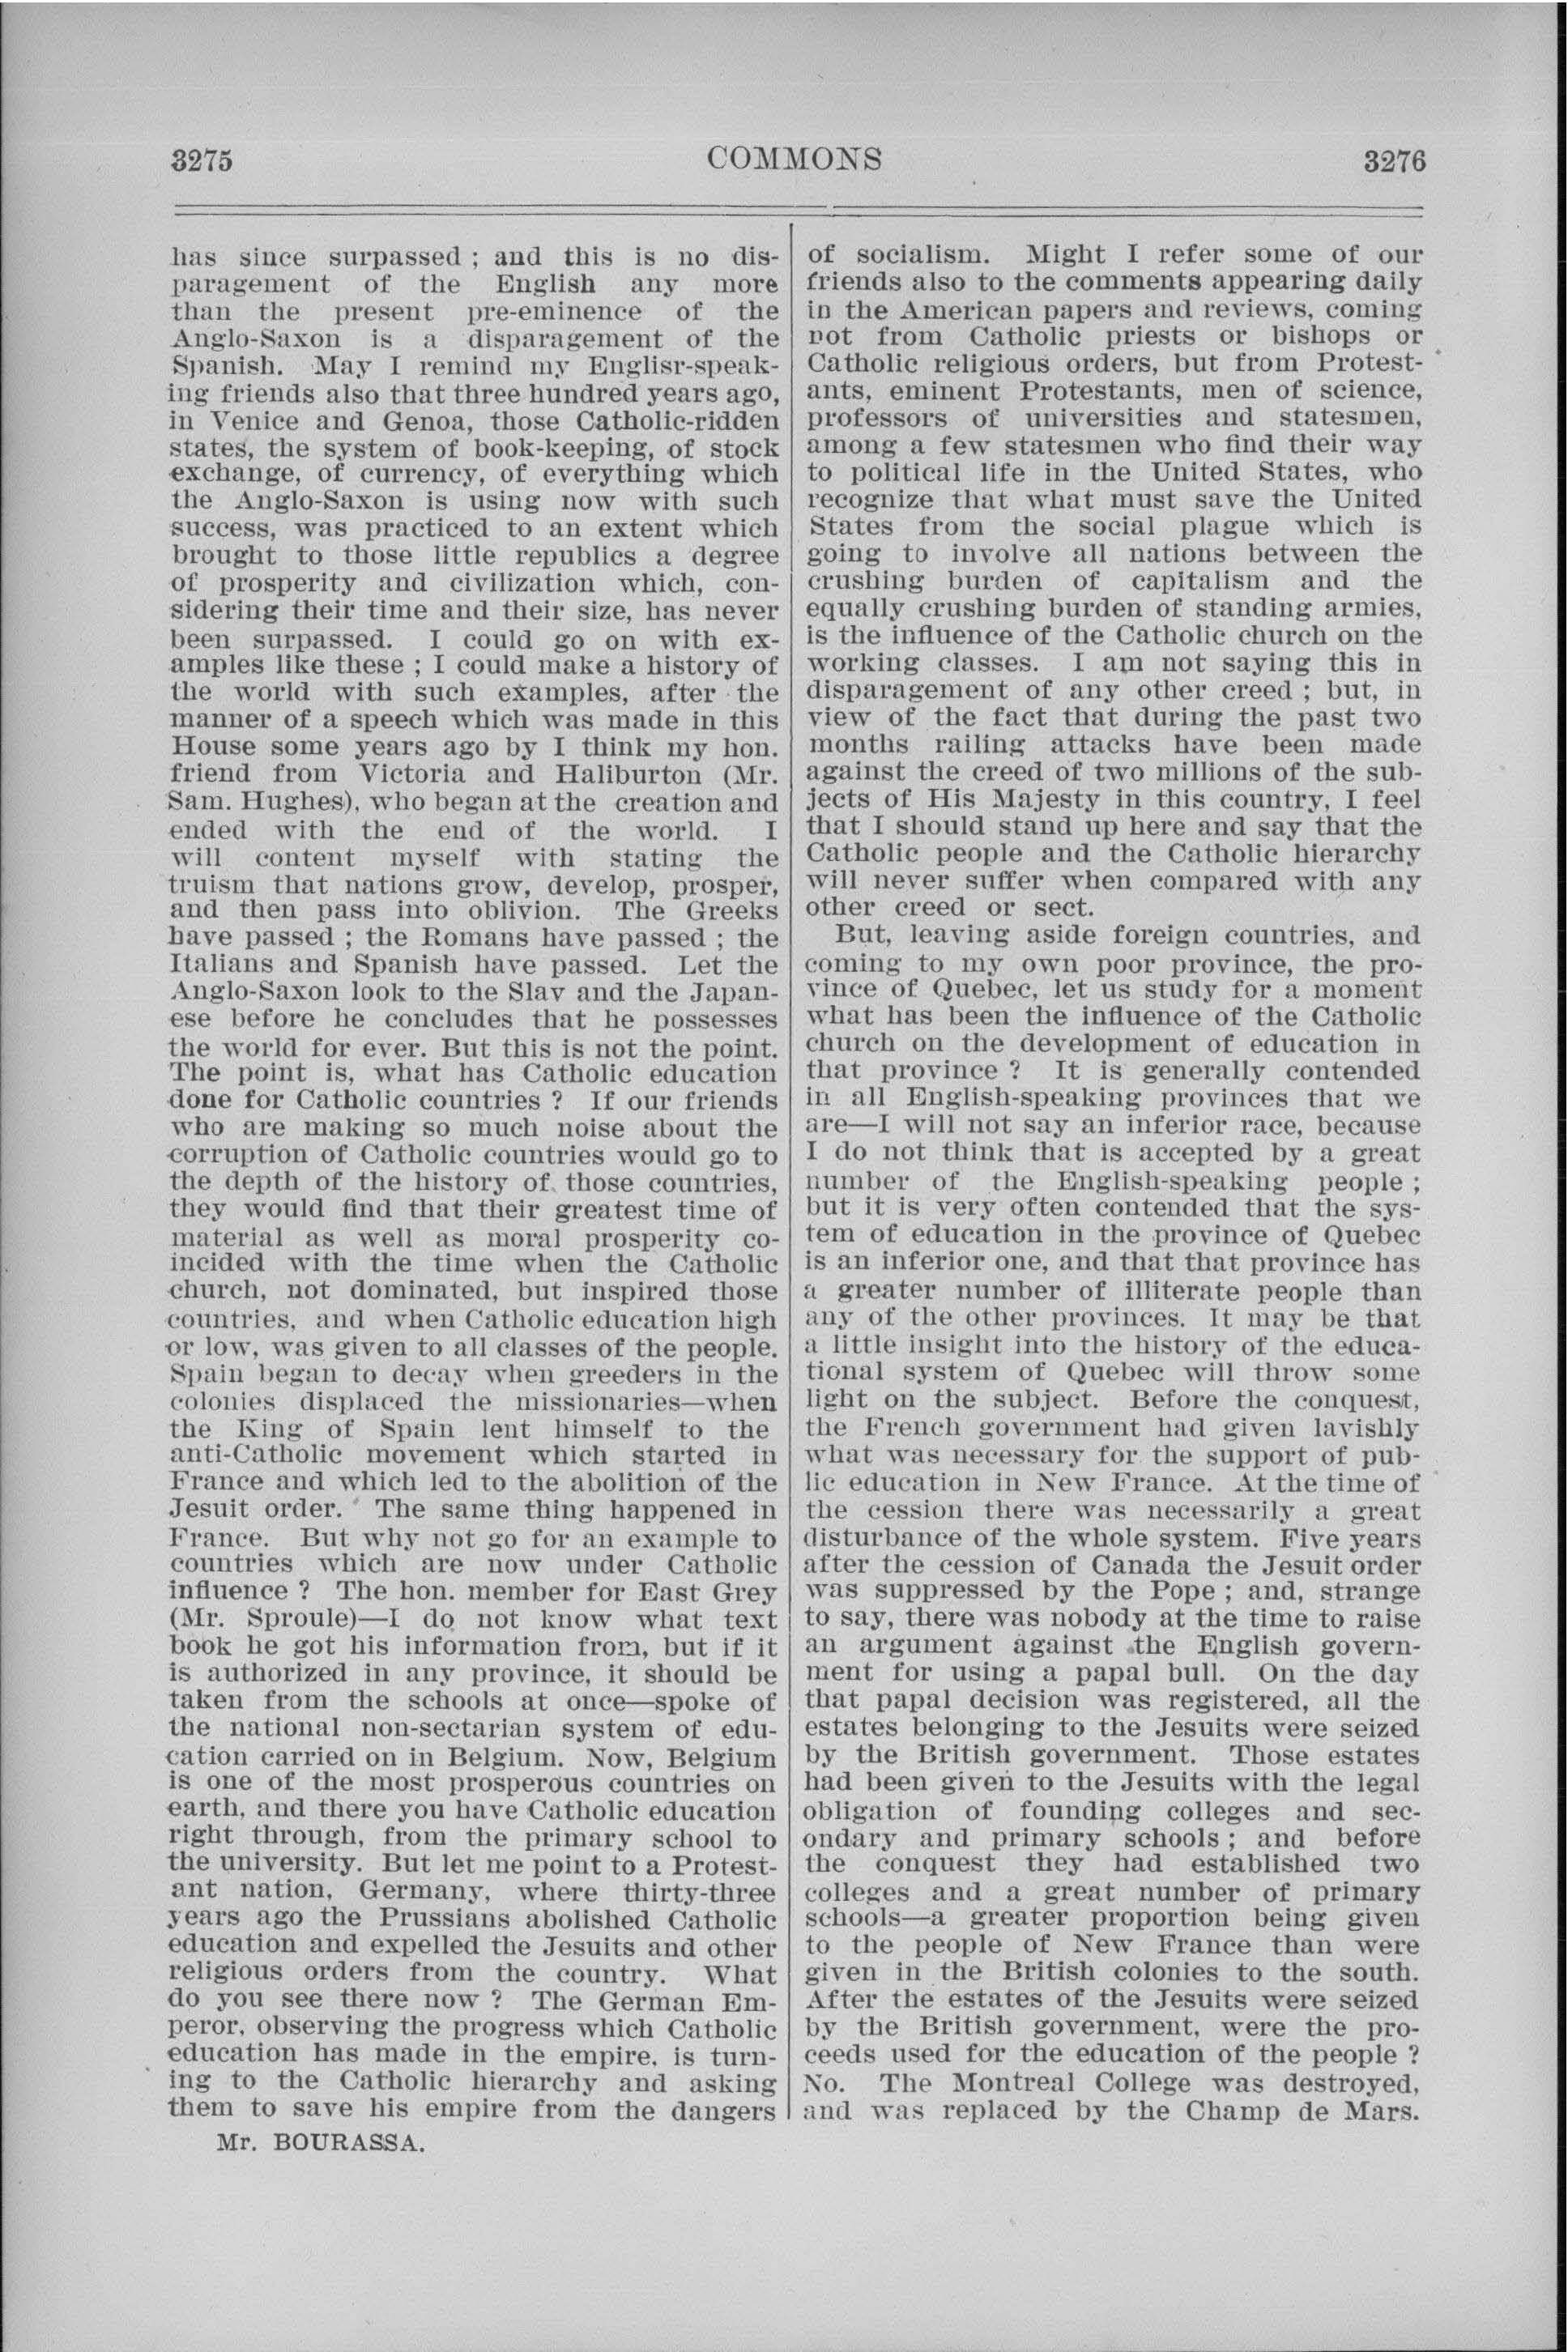 3275 COMMONS 3276
has since surpassed ; and this is no dis-
paragement of the English any more
than the present pre-eminence of the
Anglo-Saxon is a disparagement of the
Spanish. May I remind my Englisr-speak-
ing friends also that three hundred years ago,
in Venice and Genoa, those Catholic-ridden
states, the system of book-keeping, of stock
exchange, of currency, of everything which
the Anglo-Saxon is using now with such
success, was practiced to an extent which
brought to those little republics a degree
of prosperity and civilization which, con-
sidering their time and their size, has never
been surpassed. I could go on with ex-
amples like these ; I could make a history of
the world with such examples, after the
manner of a speech which was made in this
House some years ago by I think my hon.
friend from Victoria and Haliburton (Mr.
Sam. Hughes), who began at the creation and
ended with the end of the world. I
will content myself with stating the
truism that nations grow, develop, prosper,
and then pass into oblivion. The Greeks
have passed ; the Romans have passed ; the
Italians and Spanish have passed. Let the
Anglo-Saxon look to the Slav and the Japan-
ese before he concludes that he possesses
the world for ever. But this is not the point.
The point is, what has Catholic education
done for Catholic countries ? If our friends
who are making so much noise about the
corruption of Catholic countries would go to
the depth of the history of those countries,
they would find that their greatest time of
material as well as moral prosperity co-
incided with the time when the Catholic
church, not dominated, but inspired those
countries, and when Catholic education high
or low, was given to all classes of the people.
Spain began to decay when greeders in the
colonies displaced the missionaries—when
the King of Spain lent himself to the
anti-Catholic movement which started in
France and which led to the abolition of the
Jesuit order. The same thing happened in
France. But why not go for an example to
countries which are now under Catholic
influence ? The hon. member for East Grey
(Mr. Sproule)—I do not know what text
book he got his information from, but if it
is authorized in any province, it should be
taken from the schools at once—spoke of
the national non-sectarian system of edu-
cation carried on in Belgium. Now, Belgium
is one of the most prosperous countries on
earth, and there you have Catholic education
right through, from the primary school to
the university. But let me point to a Protest-
ant nation, Germany, where thirty-three
years ago the Prussians abolished Catholic
education and expelled the Jesuits and other
religious orders from the country. What
do you see there now ? The German Em-
peror, observing the progress which Catholic
education has made in the empire, is turn-
ing to the Catholic hierarchy and asking
them to save his empire from the dangers
Mr. BOURASSA.
of socialism. Might I refer some of our
friends also to the comments appearing daily
in the American papers and reviews, coming
not from Catholic priests or bishops or
Catholic religious orders, but from Protest-
ants, eminent Protestants, men of science,
professors of universities and statesmen,
among a few statesmen who find their way
to political life in the United States, who
recognize that what must save the United
States from the social plague which is
going to involve all nations between the
crushing burden of capitalism and the
equally crushing burden of standing armies,
is the influence of the Catholic church on the
working classes. I am not saying this in
disparagement of any other creed ; but, in
view of the fact that during the past two
months railing attacks have been made
against the creed of two millions of the sub-
jects of His Majesty in this country, I feel
that I should stand up here and say that the
Catholic people and the Catholic hierarchy
will never suffer when compared with any
other creed or sect.
But, leaving aside foreign countries, and
coming to my own poor province, the pro-
vince of Quebec, let us study for a moment
what has been the influence of the Catholic
church on the development of education in
that province ? It is generally contended
in all English-speaking provinces that we
are—I will not say an inferior race, because
I do not think that is accepted by a great
number of the English-speaking people ;
but it is very often contended that the sys-
tem of education in the province of Quebec
is an inferior one, and that that province has
a greater number of illiterate people than
any of the other provinces. It may be that
a little insight into the history of the educa-
tional system of Quebec will throw some
light on the subject. Before the conquest,
the French government had given lavishly
what was necessary for the support of pub-
lic education in New France. At the time of
the cession there was necessarily a great
disturbance of the whole system. Five years
after the cession of Canada the Jesuit order
was suppressed by the Pope ; and, strange
to say, there was nobody at the time to raise
an argument against the English govern-
ment for using a papal bull. On the day
that papal decision was registered, all the
estates belonging to the Jesuits were seized
by the British government. Those estates
had been given to the Jesuits with the legal
obligation of founding colleges and sec-
ondary and primary schools ; and before
the conquest they had established two
colleges and a great number of primary
schools—a greater proportion being given
to the people of New France than were
given in the British colonies to the south.
After the estates of the Jesuits were seized
by the British government, were the pro-
ceeds used for the education of the people ?
No. The Montreal College was destroyed,
and was replaced by the Champ de Mars.